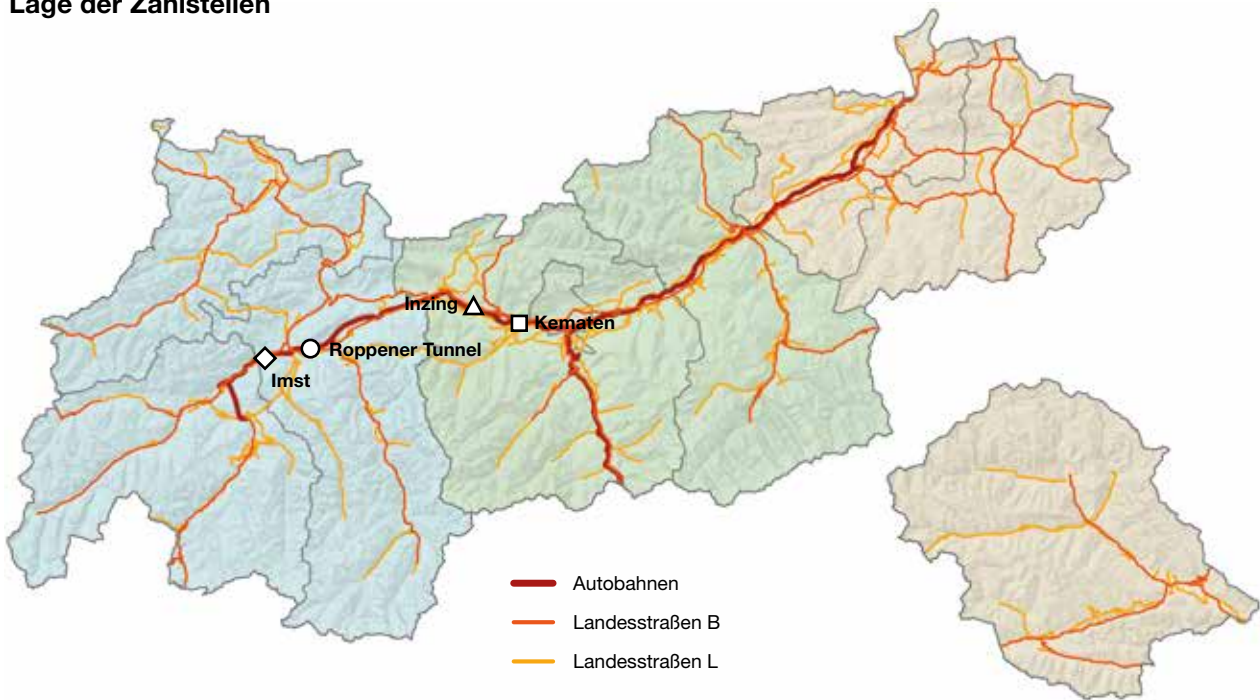 Lage der Zählstellen
Inzing
Kematen
Roppener Tunnel
Imst
Autobahnen
Landesstraßen B
Landesstraßen L